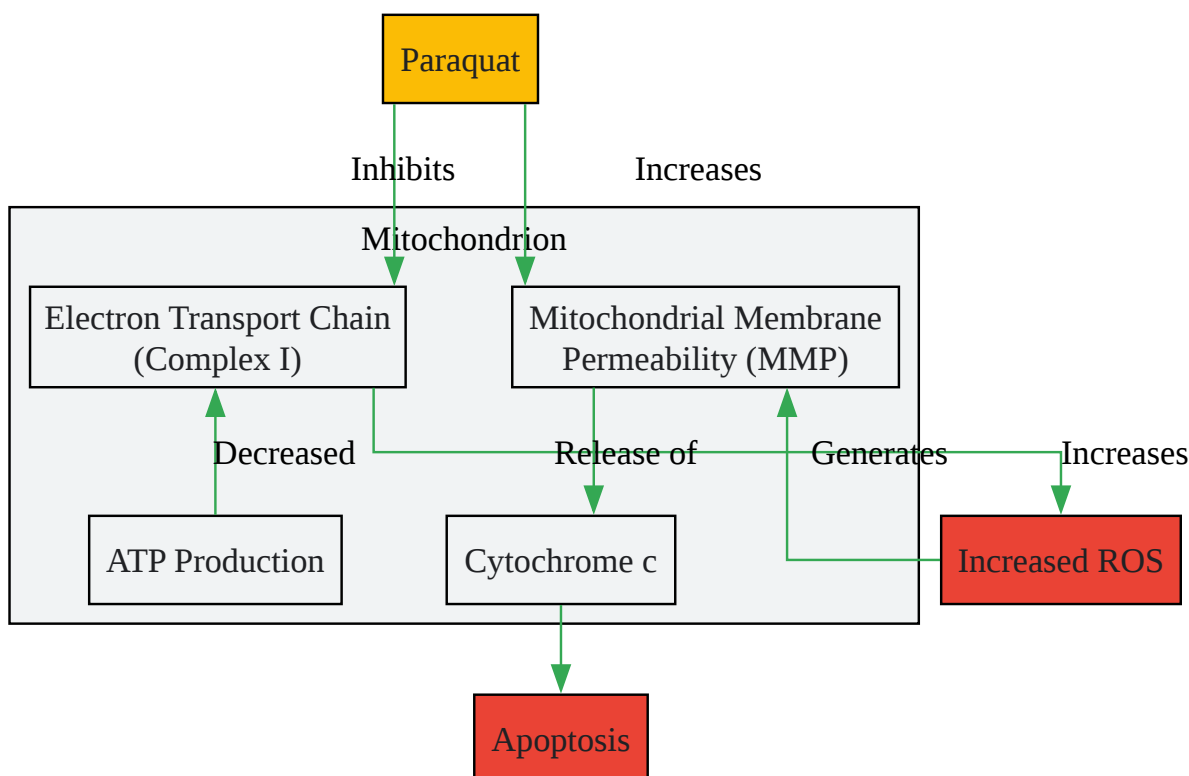 Paraquat
Inhibits
Increases
Mitochondrion
Electron Transport Chain
(Complex I)
Mitochondrial Membrane
Permeability (MMP)
Decreased
Release of
Generates
Increases
ATP Production
Cytochrome c
Increased ROS
Apoptosis